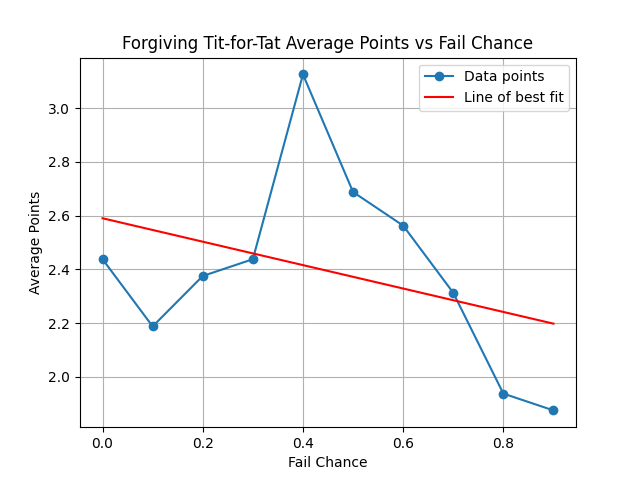 Forgiving Tit-for-Tat Average Points vs Fail Chance
Data points
Line of best fit
Average Points
3.0
2.8
2.6
2.4
2.2
2.0
0.0 0.2 0.4 0.6 0.8
Fail Chance